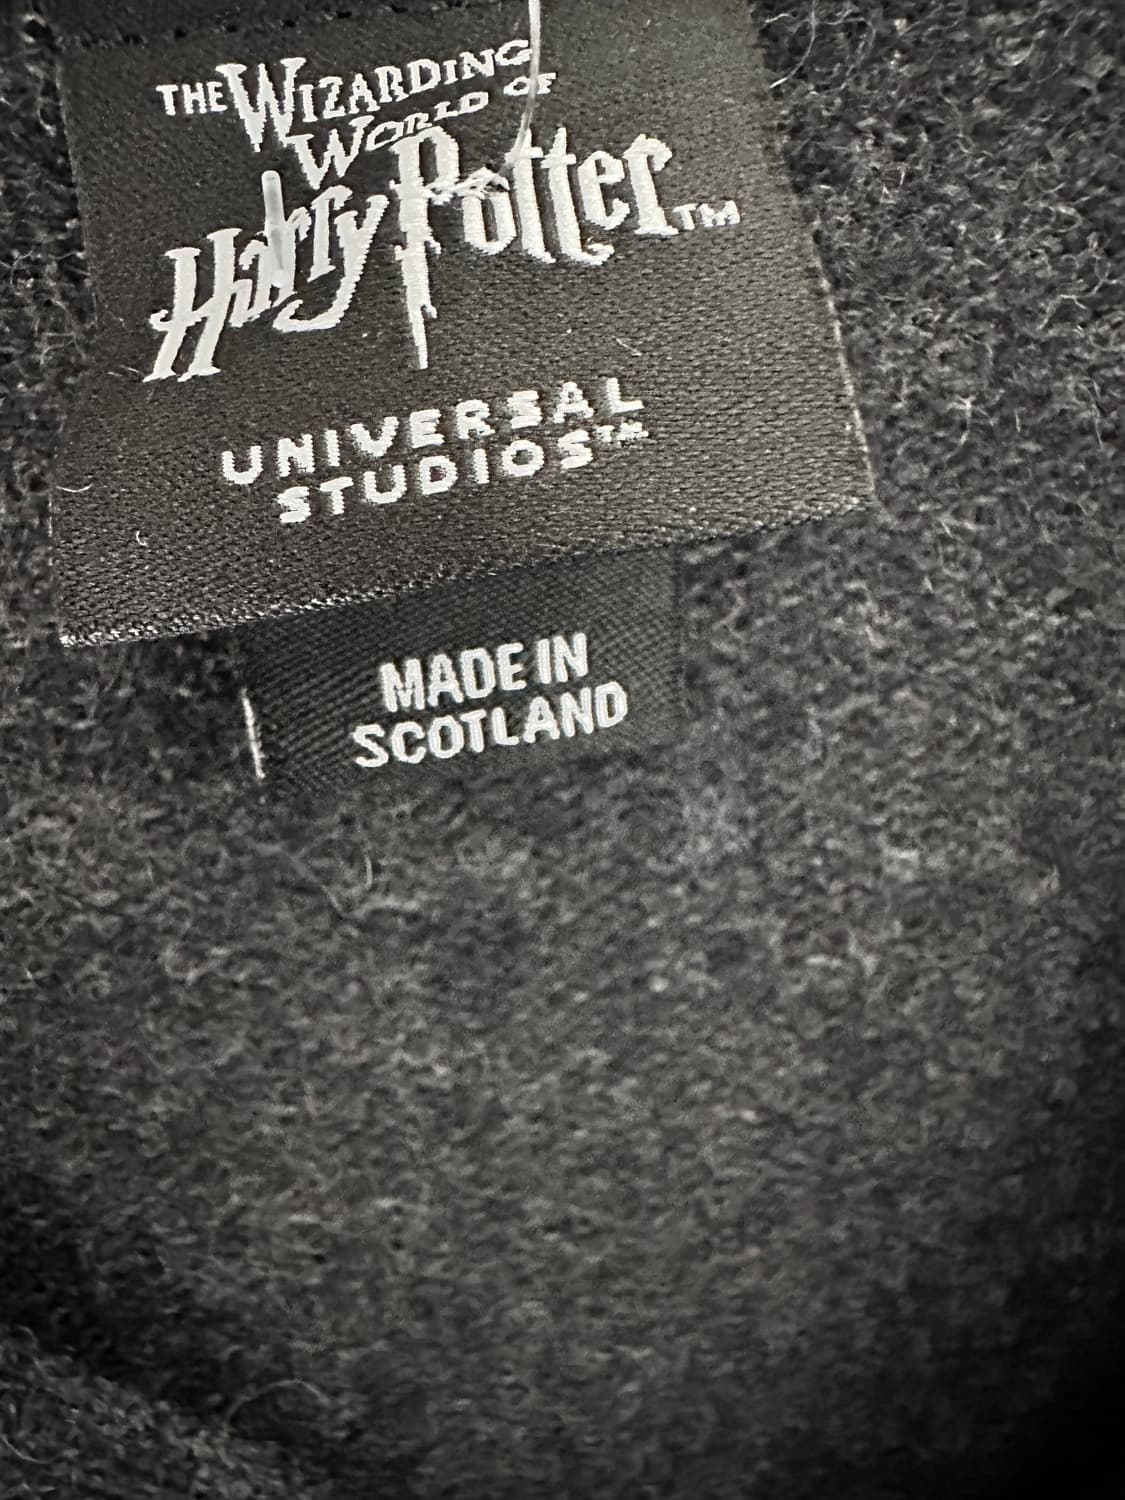 THE WIZARDING
WORLD OF
Harry Potter™
UNIVERSAL
STUDIOS™
MADE IN
SCOTLAND